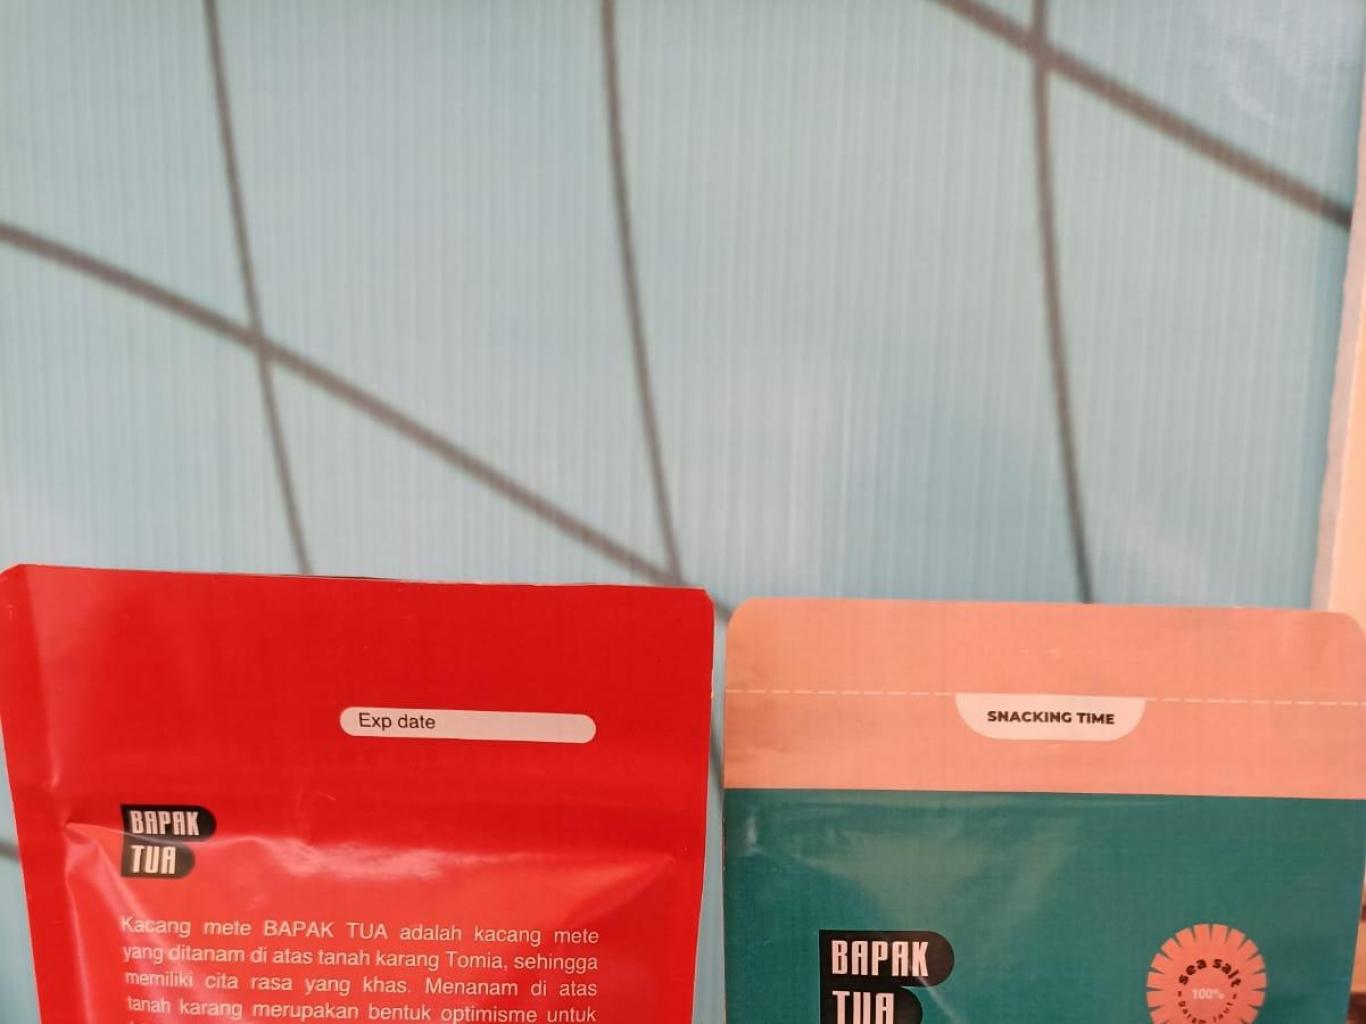 Exp date
BAPAK
TUA
Kacang mete BAPAK TUA adalah kacang mete
yang ditanam di atas tanah karang Tomia, sehingga
memiliki cita rasa yang khas. Menanam di atas
tanah karang merupakan bentuk optimisme untuk
SNACKING TIME
BAPAK
TUA
sea salt
100%